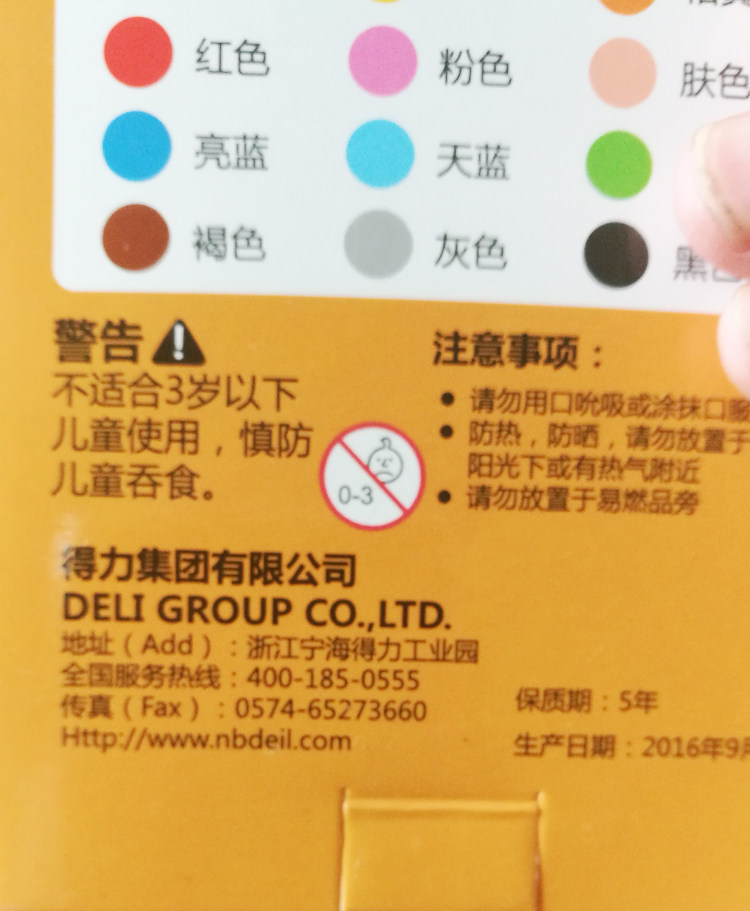 红色 粉色 肤色
亮蓝 天蓝
褐色 灰色 黑
警告
不适合3岁以下
儿童使用，慎防
儿童吞食。
0-3
注意事项：
● 请勿用口吮吸或涂抹口
● 防热，防晒，请勿放置于
阳光下或有热气附近
● 请勿放置于易燃品旁
得力集团有限公司
DELI GROUP CO.,LTD.
地址（Add）：浙江宁海得力工业园
全国服务热线：400-185-0555
传真（Fax）：0574-65273660
Http://www.nbdeil.com
保质期：5年
生产日期：2016年9月